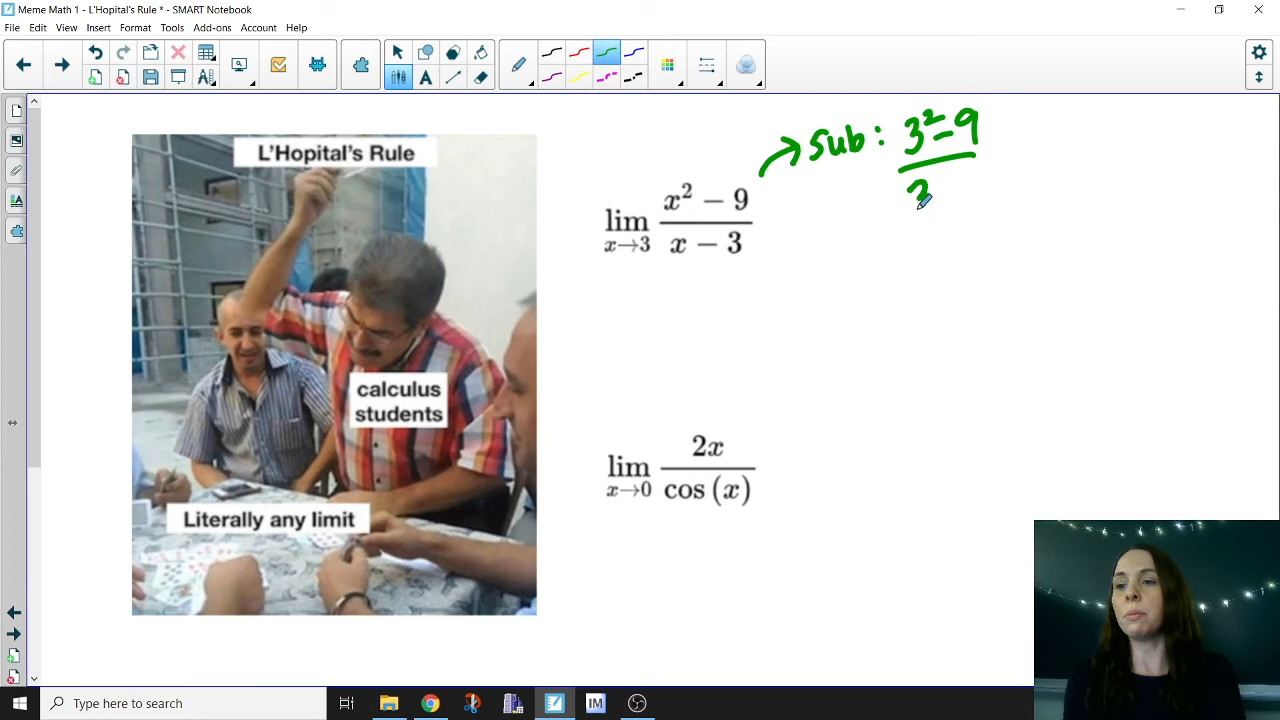 Meme Math 1 - L'Hopital's Rule * - SMART Notebook
File Edit View Insert Format Tools Add-ons Account Help
L'Hopital's Rule
calculus
students
Literally any limit
Sub: 3² - 9
3
lim x→3 x² − 9
x − 3
lim x→0 2x
cos (x)
Type here to search
IM